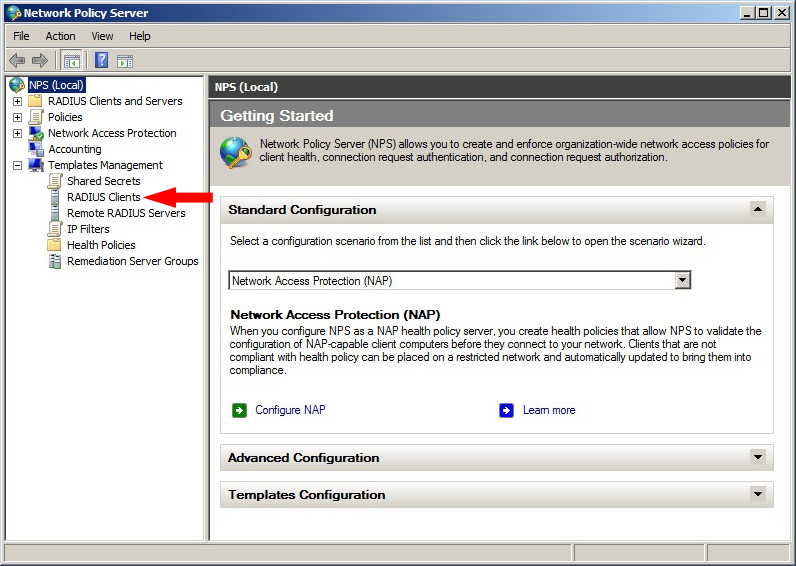 Network Policy Server
File Action View Help
NPS (Local)
RADIUS Clients and Servers
Policies
Network Access Protection
Accounting
Templates Management
Shared Secrets
RADIUS Clients
Remote RADIUS Servers
IP Filters
Health Policies
Remediation Server Groups
NPS (Local)
Getting Started
Network Policy Server (NPS) allows you to create and enforce organization-wide network access policies for
client health, connection request authentication, and connection request authorization.
Standard Configuration
Select a configuration scenario from the list and then click the link below to open the scenario wizard.
Network Access Protection (NAP)
Network Access Protection (NAP)
When you configure NPS as a NAP health policy server, you create health policies that allow NPS to validate the
configuration of NAP-capable client computers before they connect to your network. Clients that are not
compliant with health policy can be placed on a restricted network and automatically updated to bring them into
compliance.
Configure NAP
Learn more
Advanced Configuration
Templates Configuration